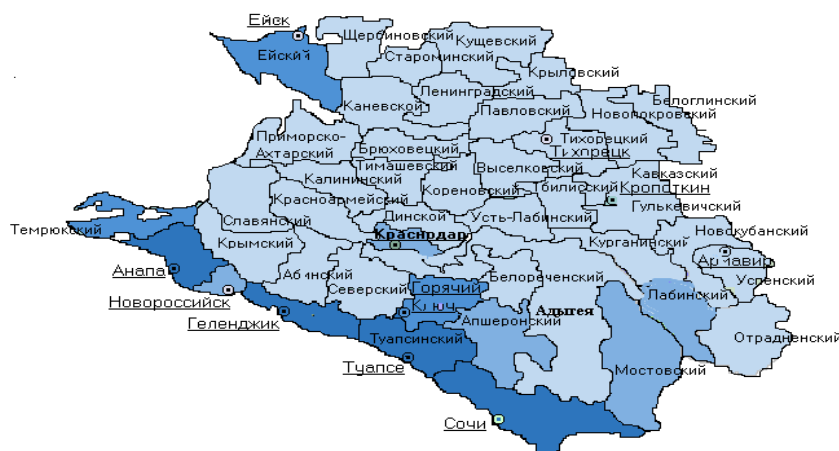 Ейск
Щербиновский
Кущевский
Ейский
Староминский
Крыловский
Ленинградский
Белоглинский
Каневской
Павловский
Новопокровский
Приморско-
Ахтарский
Брюховецкий
Тихорецкий
Тихорецк
Тимашевский
Выселковский
Кавказский
Калининский
Кореновский
Тбилисский
Кропоткин
Красноармейский
Гулькевичский
Славянский
Динской
Усть-Лабинский
Темрюкский
Краснодар
Новокубанский
Крымский
Курганинский
Армавир
Анапа
Абинский
Северский
Белореченский
Успенский
Горячий
Ключ
Лабинский
Новороссийск
Адыгея
Геленджик
Апшеронский
Туапсинский
Отрадненский
Туапсе
Мостовский
Сочи